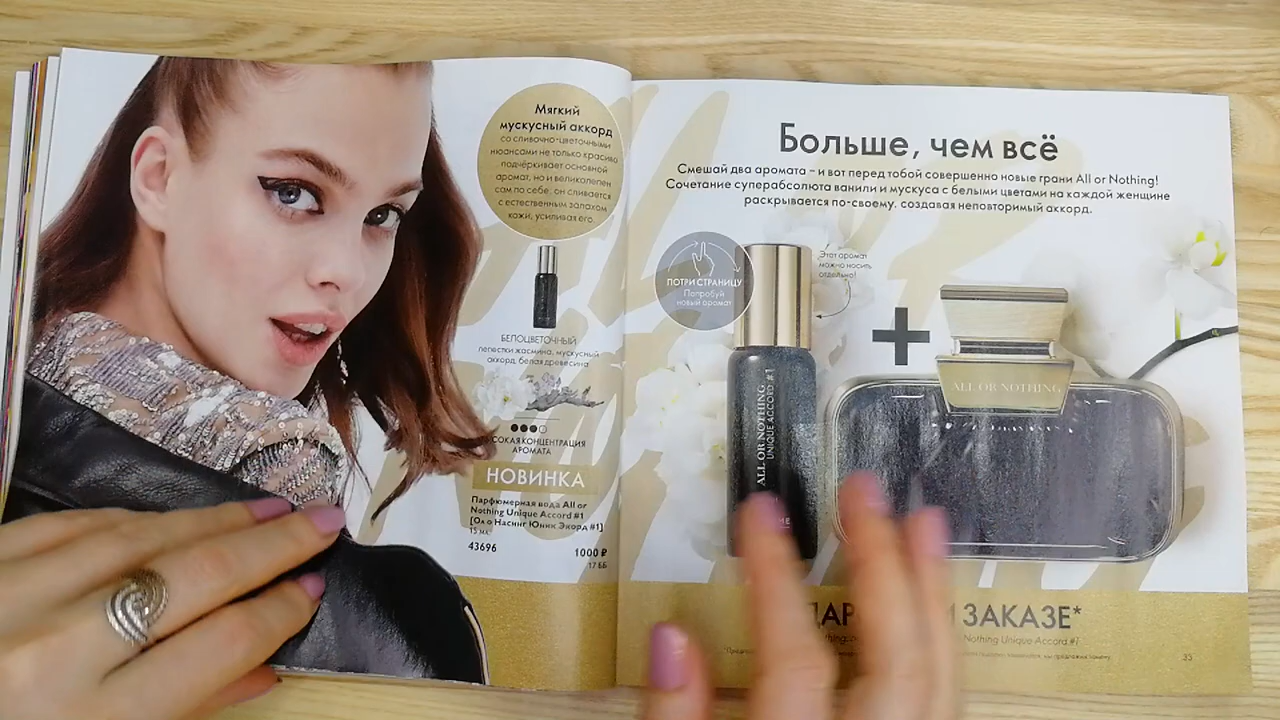 Мягкий
мускусный аккорд
со сливочно-цветочными
нюансами не только красиво
подчёркивает основной
аромат, но и великолепен
сам по себе: он сливается
с естественным запахом
кожи, усиливая его.
БЕЛОЦВЕТОЧНЫЙ
лепестки жасмина, мускусный
аккорд, белая древесина
СОКАЯ КОНЦЕНТРАЦИЯ
АРОМАТА
НОВИНКА
Парфюмерная вода All or
Nothing Unique Accord #1
[Ол о Насинг Юник Экорд #1]
15 мл.
43696 1000 ₽
17 ББ
Больше, чем всё
Смешай два аромата – и вот перед тобой совершенно новые грани All or Nothing!
Сочетание суперабсолюта ванили и мускуса с белыми цветами на каждой женщине
раскрывается по-своему, создавая неповторимый аккорд.
ПОТРИ СТРАНИЦУ
Попробуй
новый аромат
Этот аромат
можно носить
отдельно!
+
ALL OR NOTHING
UNIQUE ACCORD #1
ALL OR NOTHING
ДАР И ЗАКАЗЕ*
Nothing Unique Accord #1
35